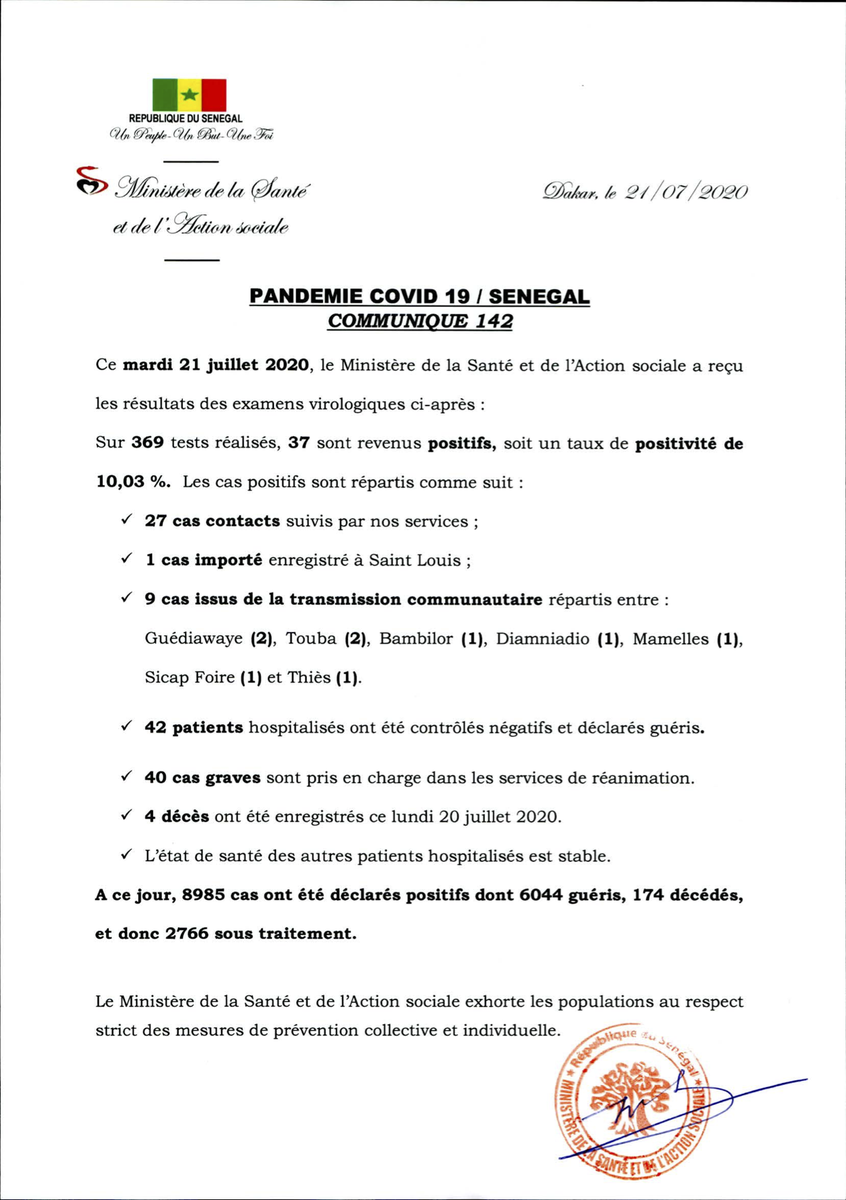 REPUBLIQUE DU SENEGAL
Un Peuple-Un But-Une Foi
Ministère de la Santé
et de l'Action sociale
Dakar, le 21/07/2020
PANDEMIE COVID 19 / SENEGAL
COMMUNIQUE 142
Ce mardi 21 juillet 2020, le Ministère de la Santé et de l'Action sociale a reçu
les résultats des examens virologiques ci-après :
Sur 369 tests réalisés, 37 sont revenus positifs, soit un taux de positivité de
10,03 %. Les cas positifs sont répartis comme suit :
✓ 27 cas contacts suivis par nos services ;
✓ 1 cas importé enregistré à Saint Louis ;
✓ 9 cas issus de la transmission communautaire répartis entre :
Guédiawaye (2), Touba (2), Bambilor (1), Diamniadio (1), Mamelles (1),
Sicap Foire (1) et Thiès (1).
✓ 42 patients hospitalisés ont été contrôlés négatifs et déclarés guéris.
✓ 40 cas graves sont pris en charge dans les services de réanimation.
✓ 4 décès ont été enregistrés ce lundi 20 juillet 2020.
✓ L'état de santé des autres patients hospitalisés est stable.
A ce jour, 8985 cas ont été déclarés positifs dont 6044 guéris, 174 décédés,
et donc 2766 sous traitement.
Le Ministère de la Santé et de l'Action sociale exhorte les populations au respect
strict des mesures de prévention collective et individuelle.
République du Sénégal
MINISTÈRE DE LA SANTÉ ET DE L'ACTION SOCIALE